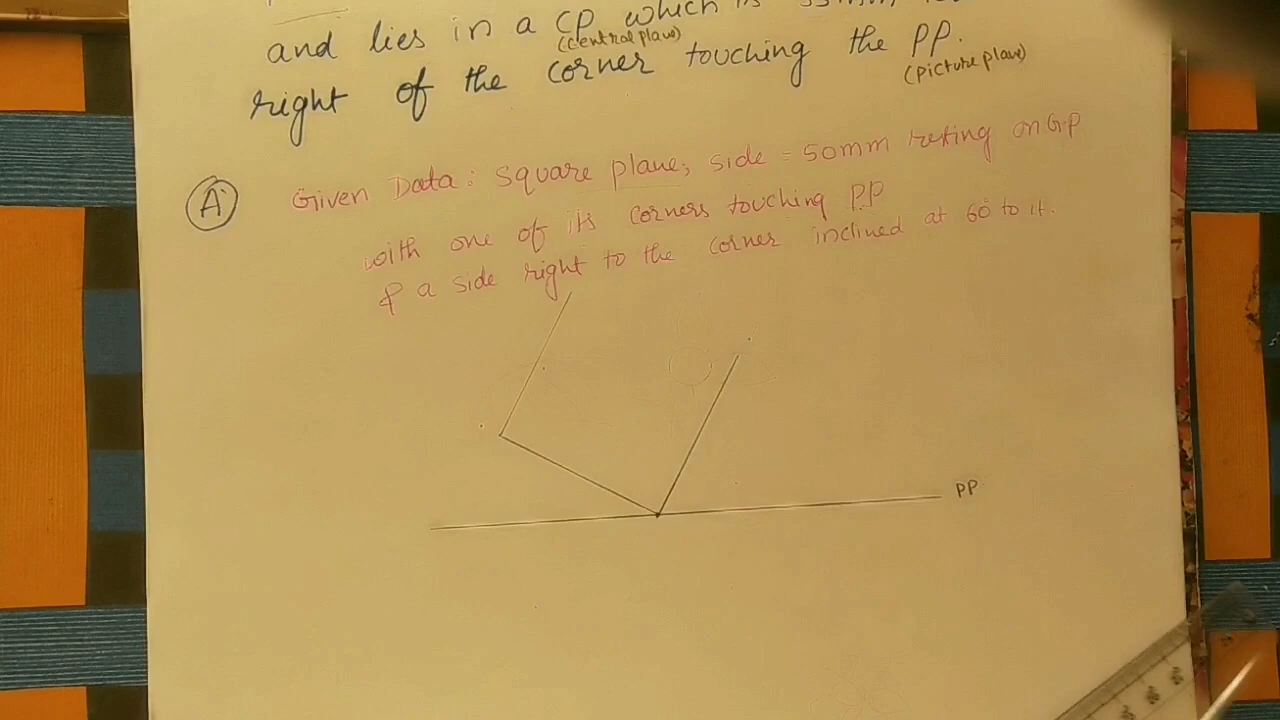 and lies in a CP which is
(central plane)
right of the corner touching the PP.
(picture plane)
A Given Data: square plane, side = 50mm resting on G.P
with one of its corners touching PP
& a side right to the corner inclined at 60° to it.
PP